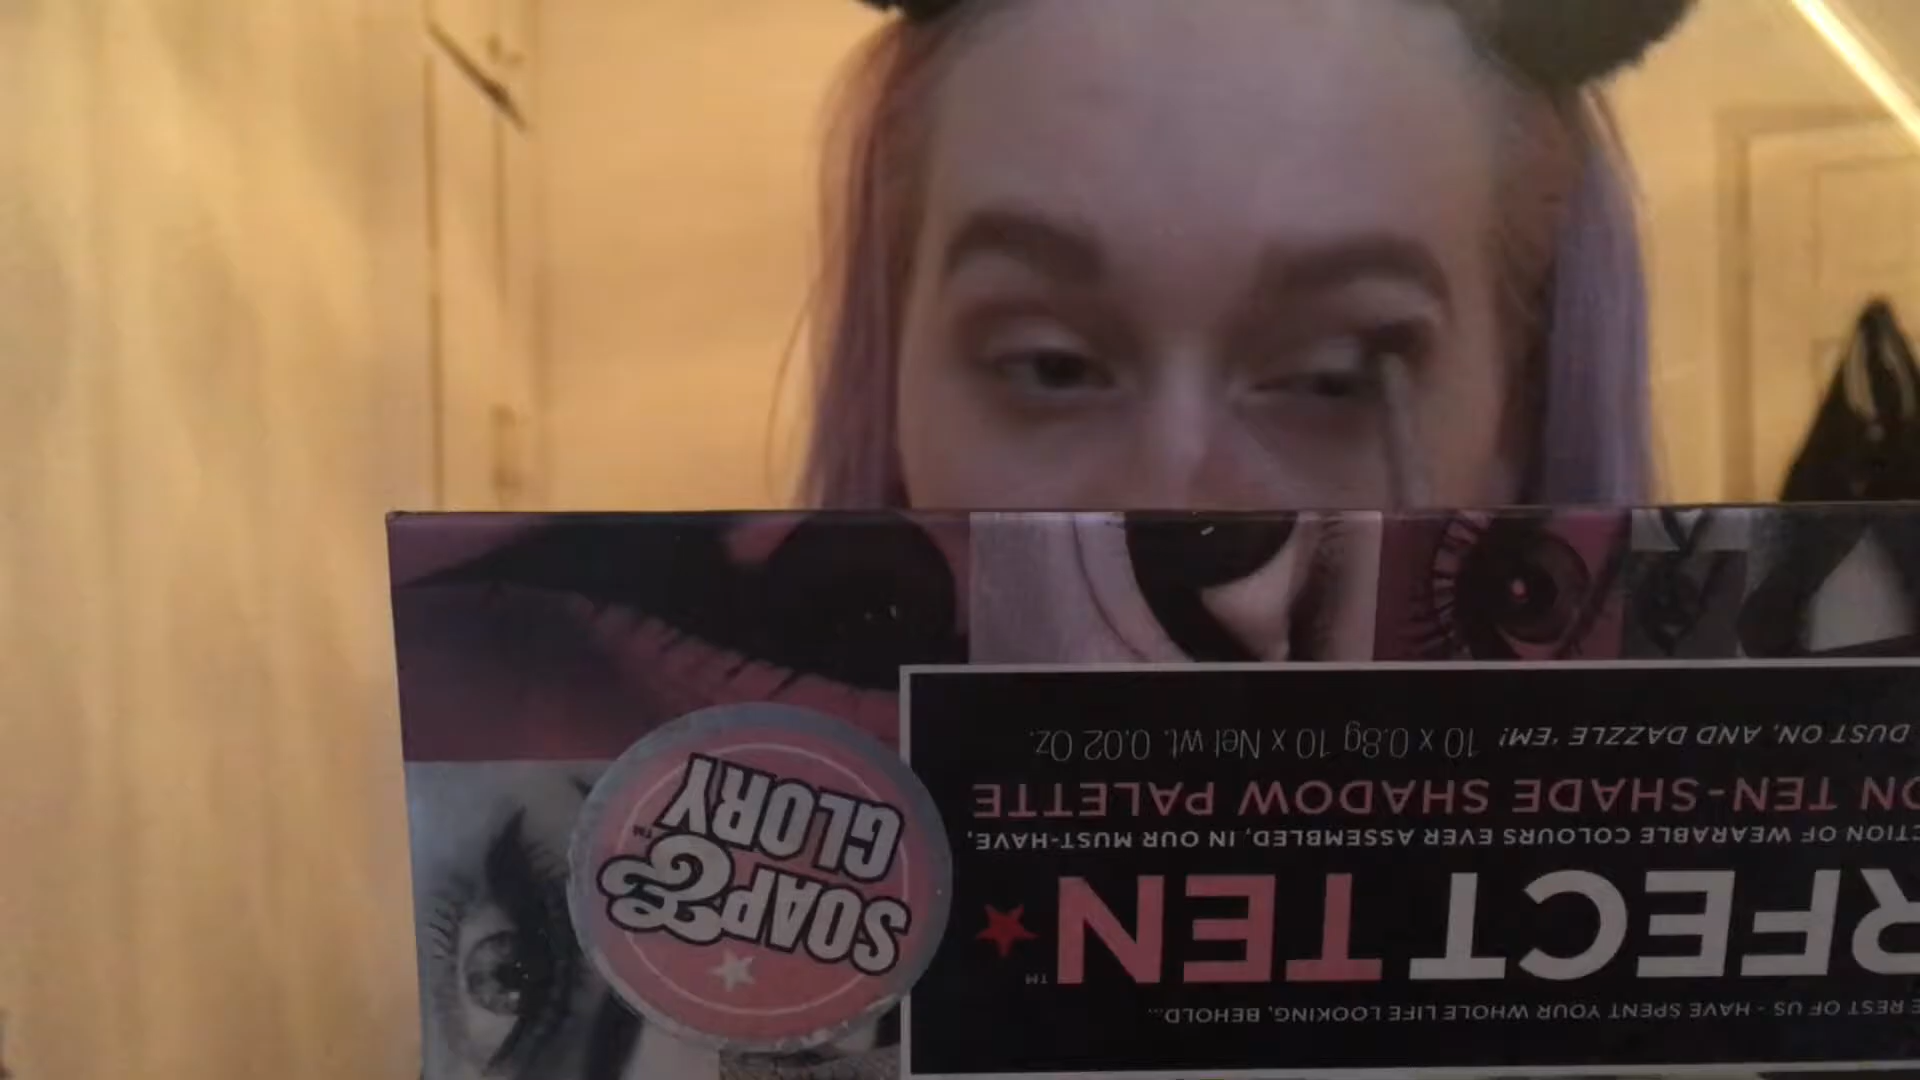 E REST OF US - HAVE SPENT YOUR WHOLE LIFE LOOKING, BEHOLD...
RFECT TEN™
CTION OF WEARABLE COLOURS EVER ASSEMBLED, IN OUR MUST-HAVE,
ON TEN-SHADE SHADOW PALETTE
DUST ON, AND DAZZLE 'EM! 10 x 0.8g 10 x Net wt. 0.02 Oz.
SOAP &
GLORY™